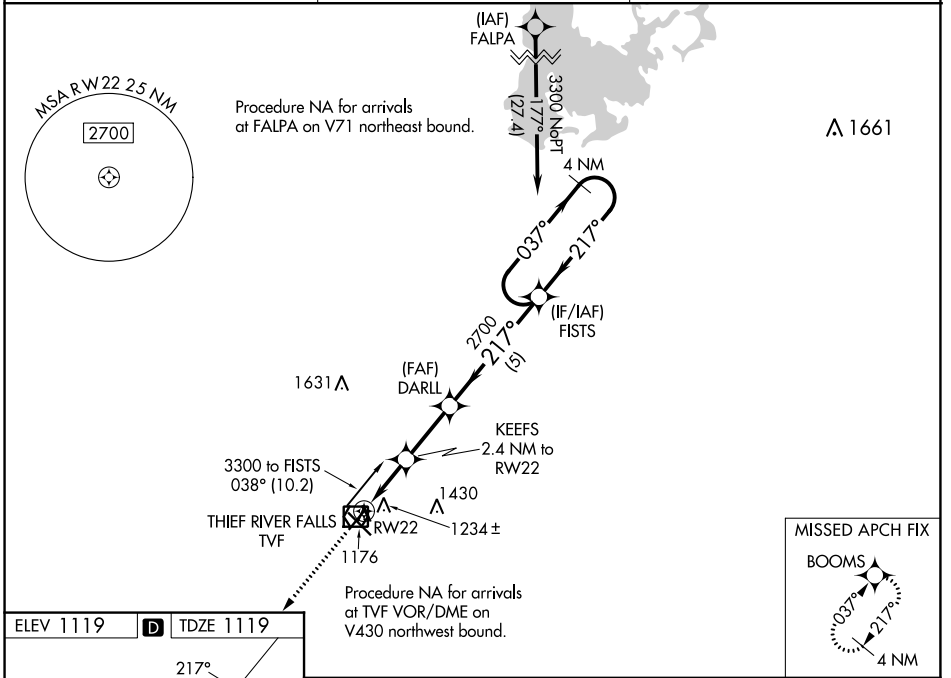 (IAF)
FALPA
MSA RW22 25 NM
2700
Procedure NA for arrivals
at FALPA on V71 northeast bound.
3300 NoPT
177°
(27.4)
1661
4 NM
037°
217°
(IF/IAF)
FISTS
2700
217°
(5)
(FAF)
DARLL
1631
KEEFS
2.4 NM to
RW22
3300 to FISTS
038° (10.2)
1430
THIEF RIVER FALLS
TVF
RW22
1234 ±
1176
MISSED APCH FIX
BOOMS
037°
217°
4 NM
Procedure NA for arrivals
at TVF VOR/DME on
V430 northwest bound.
ELEV 1119 D TDZE 1119
217°